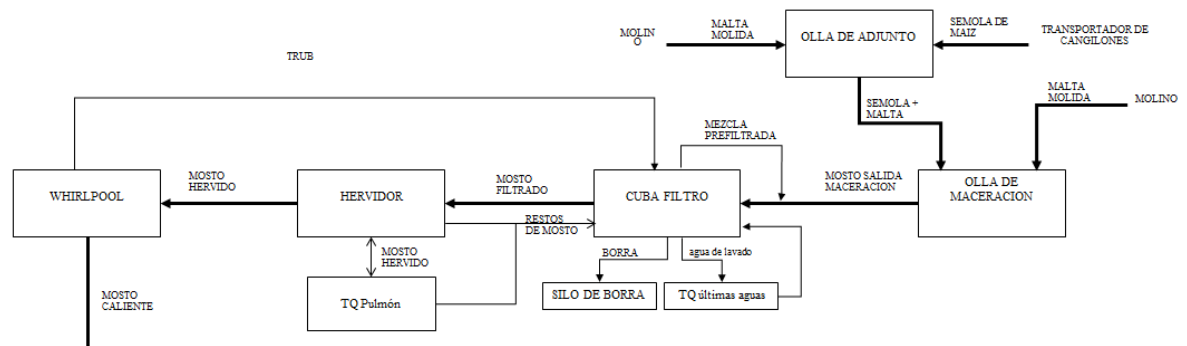 MALTA
MOLIDA
MOLIN
O
OLLA DE ADJUNTO
SEMOLA DE
MAIZ
TRANSPORTADOR DE
CANGILONES
TRUB
MALTA
MOLIDA
MOLINO
SEMOLA +
MALTA
MEZCLA
PREFILTRADA
MOSTO
HERVIDO
MOSTO
FILTRADO
MOSTO SALIDA
MACERACION
WHIRLPOOL
HERVIDOR
CUBA FILTRO
OLLA DE
MACERACION
RESTOS
DE MOSTO
MOSTO
HERVIDO
BORRA
agua de lavado
MOSTO
CALIENTE
TQ Pulmón
SILO DE BORRA
TQ últimas aguas